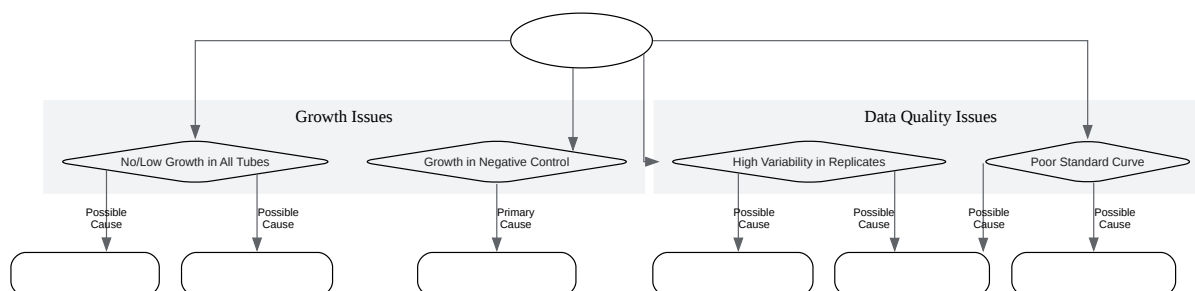 Growth Issues
Data Quality Issues
No/Low Growth in All Tubes
Growth in Negative Control
High Variability in Replicates
Poor Standard Curve
Possible
Cause
Possible
Cause
Primary
Cause
Possible
Cause
Possible
Cause
Possible
Cause
Possible
Cause